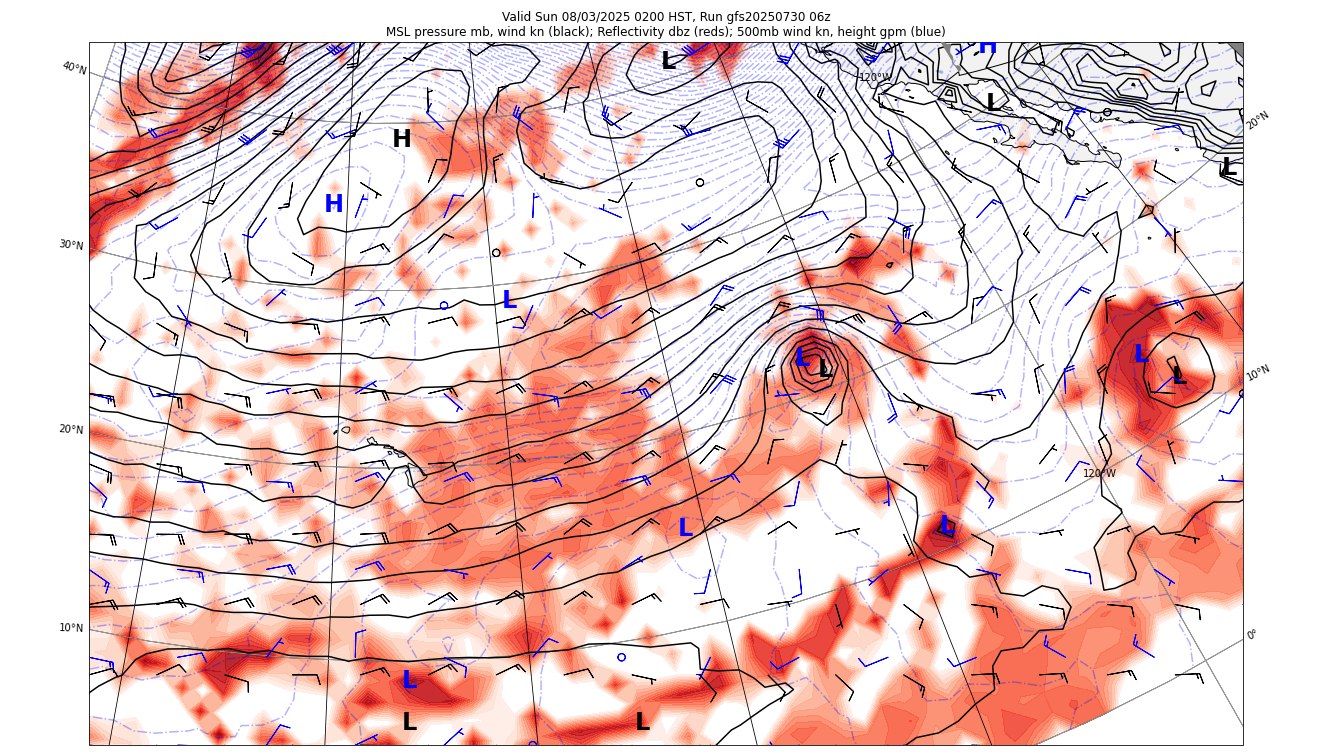 Valid Sun 08/03/2025 0200 HST, Run gfs20250730 06z
MSL pressure mb, wind kn (black); Reflectivity dbz (reds); 500mb wind kn, height gpm (blue)
H
L
40°N
120°W
L
20°N
H
L
H
30°N
L
L
L
L
L
10°N
20°N
120°W
L
L
10°N
0°
L
L
L